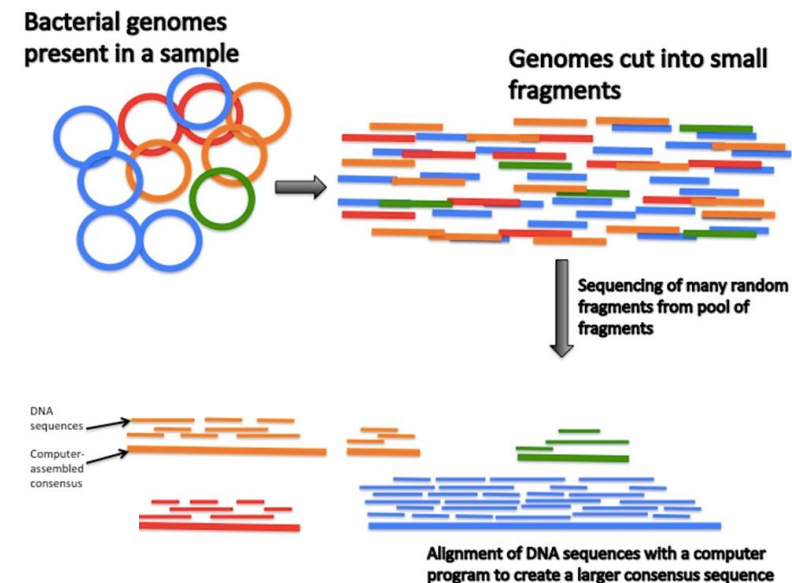 Bacterial genomes
present in a sample
Genomes cut into small
fragments
Sequencing of many random
fragments from pool of
fragments
DNA
sequences
Computer-
assembled
consensus
Alignment of DNA sequences with a computer
program to create a larger consensus sequence